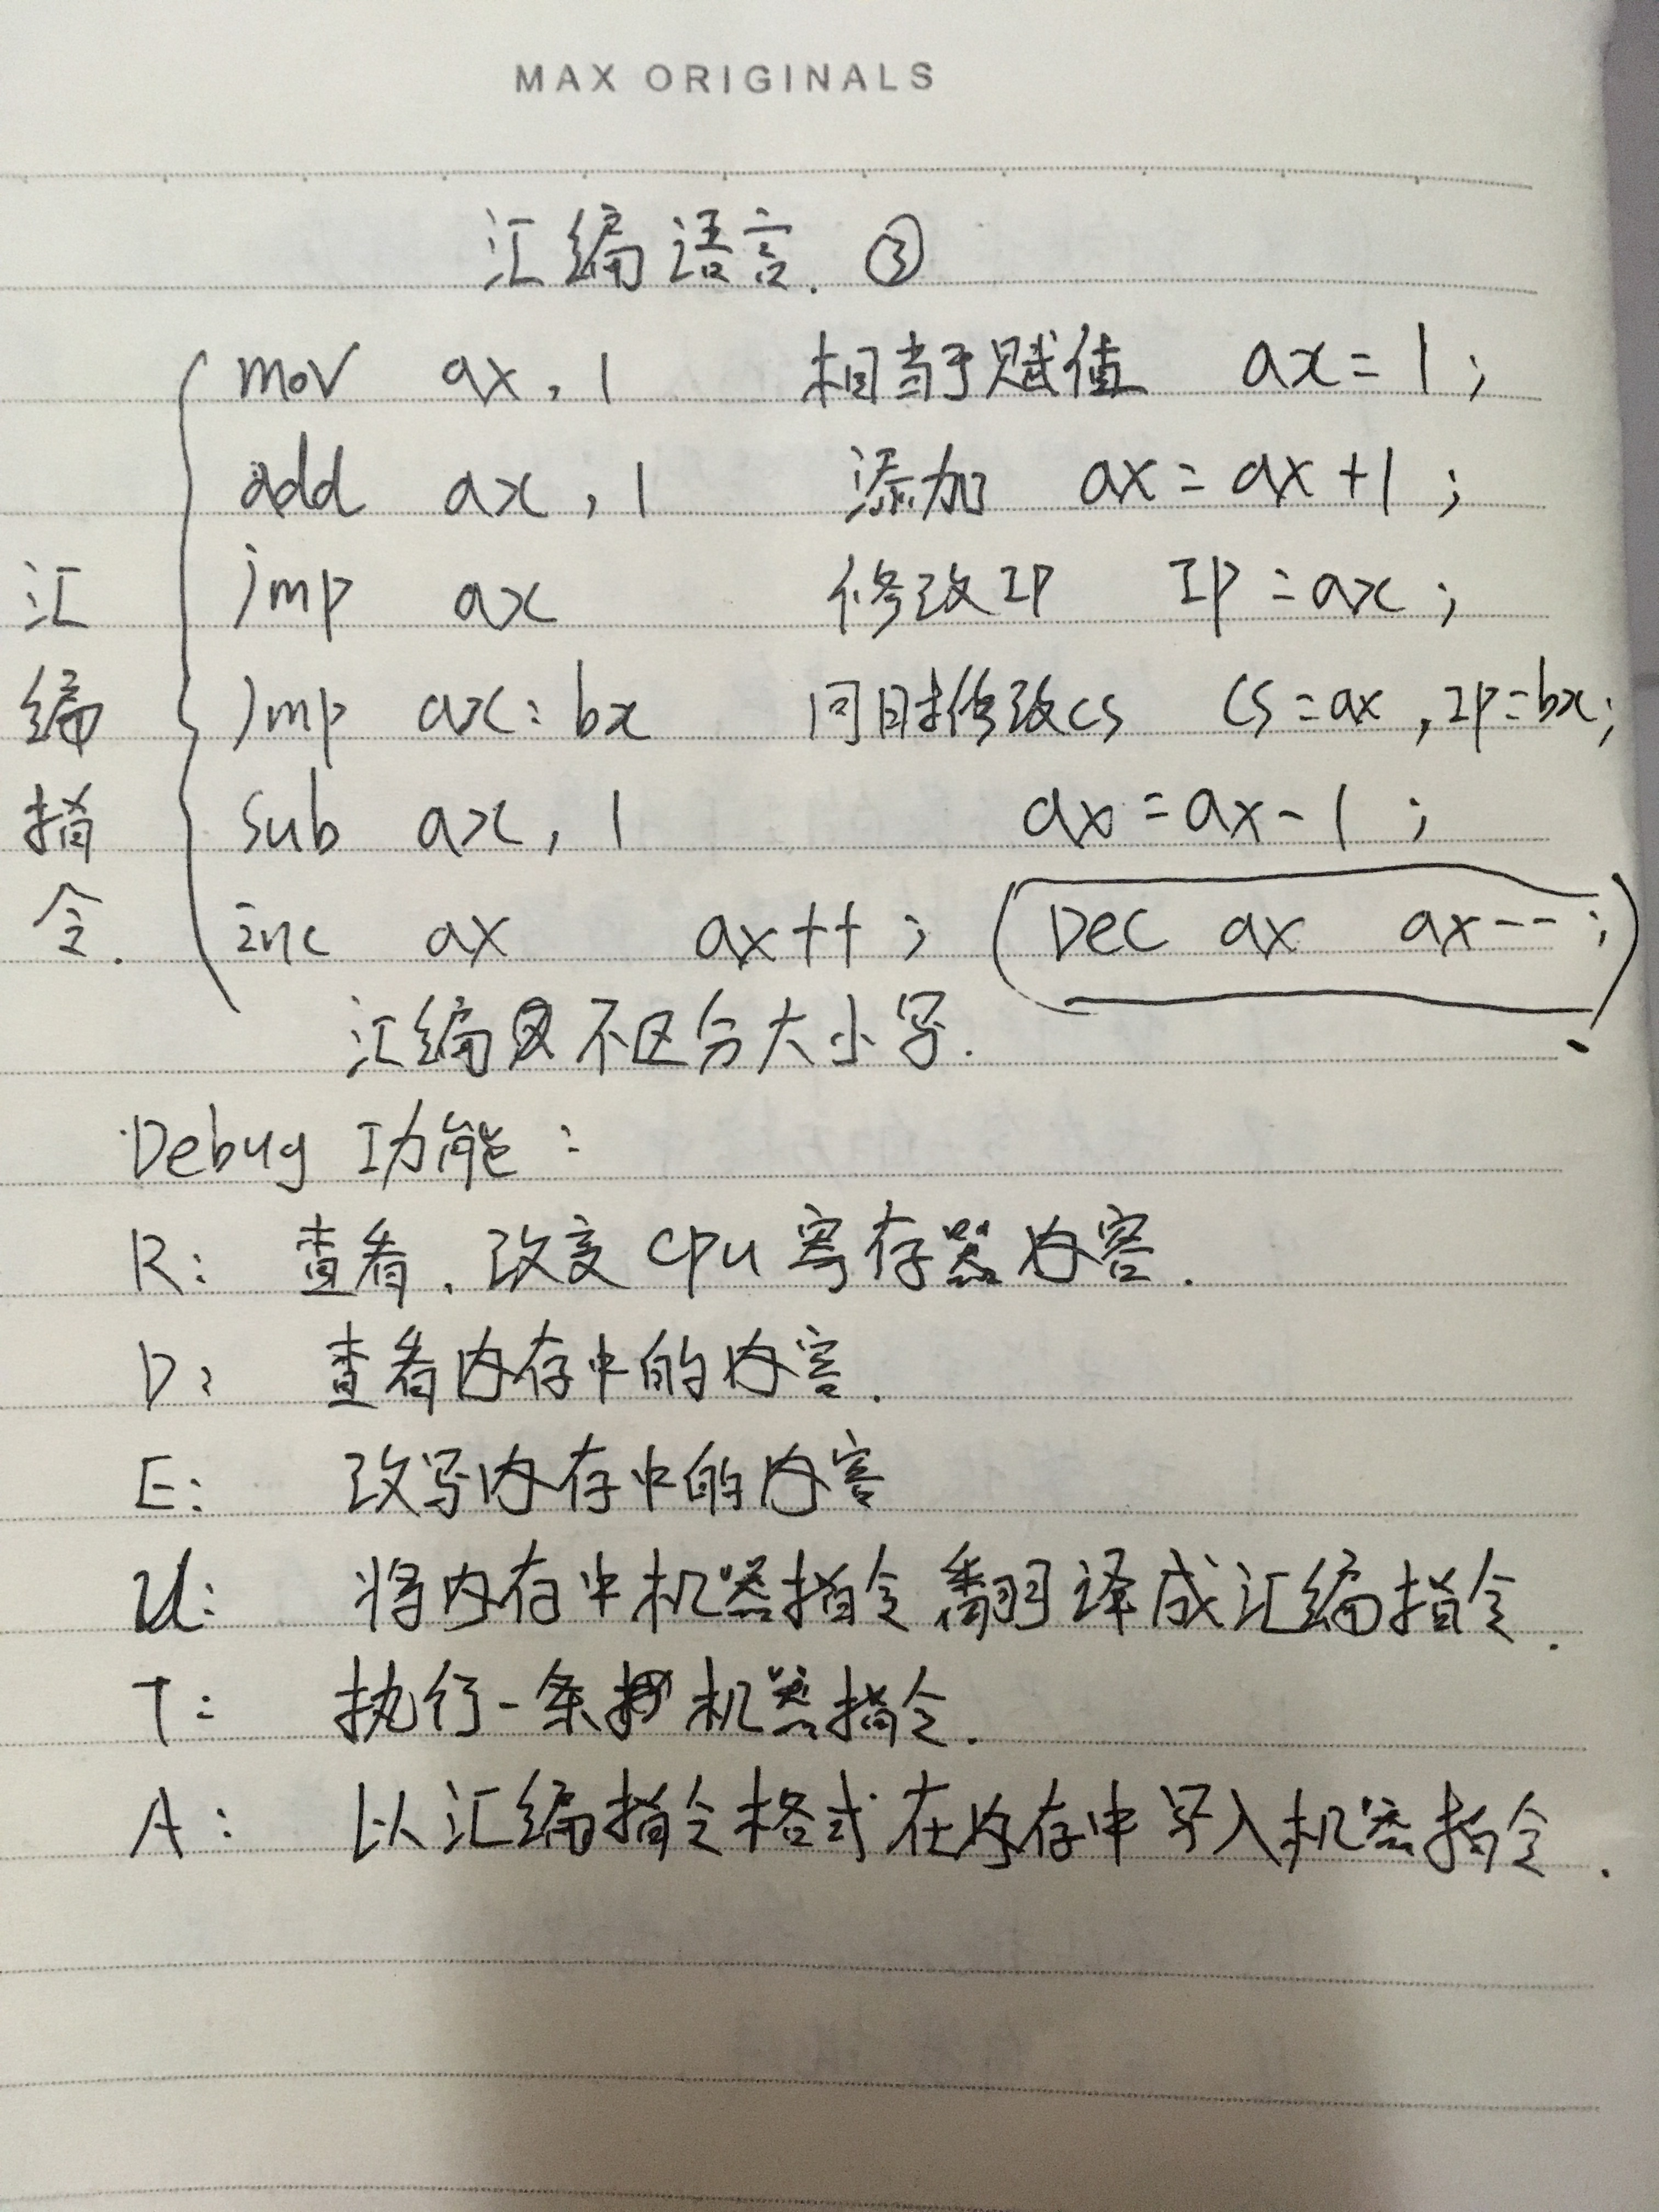 MAX ORIGINALS
汇编语言. ③
汇编指令.
mov ax, 1 相当于赋值 ax = 1;
add ax, 1 添加 ax = ax + 1;
jmp ax 修改IP IP = ax;
jmp ax:bx 同时修改CS CS = ax, IP = bx;
sub ax, 1 ax = ax - 1;
inc ax ax++; (Dec ax ax--;)
汇编不区分大小写.
Debug 功能:
R: 查看、改变 cpu 寄存器内容.
D: 查看内存中的内容.
E: 改写内存中的内容
U: 将内存中机器指令翻译成汇编指令.
T: 执行一条机器指令.
A: 以汇编指令格式在内存中写入机器指令.